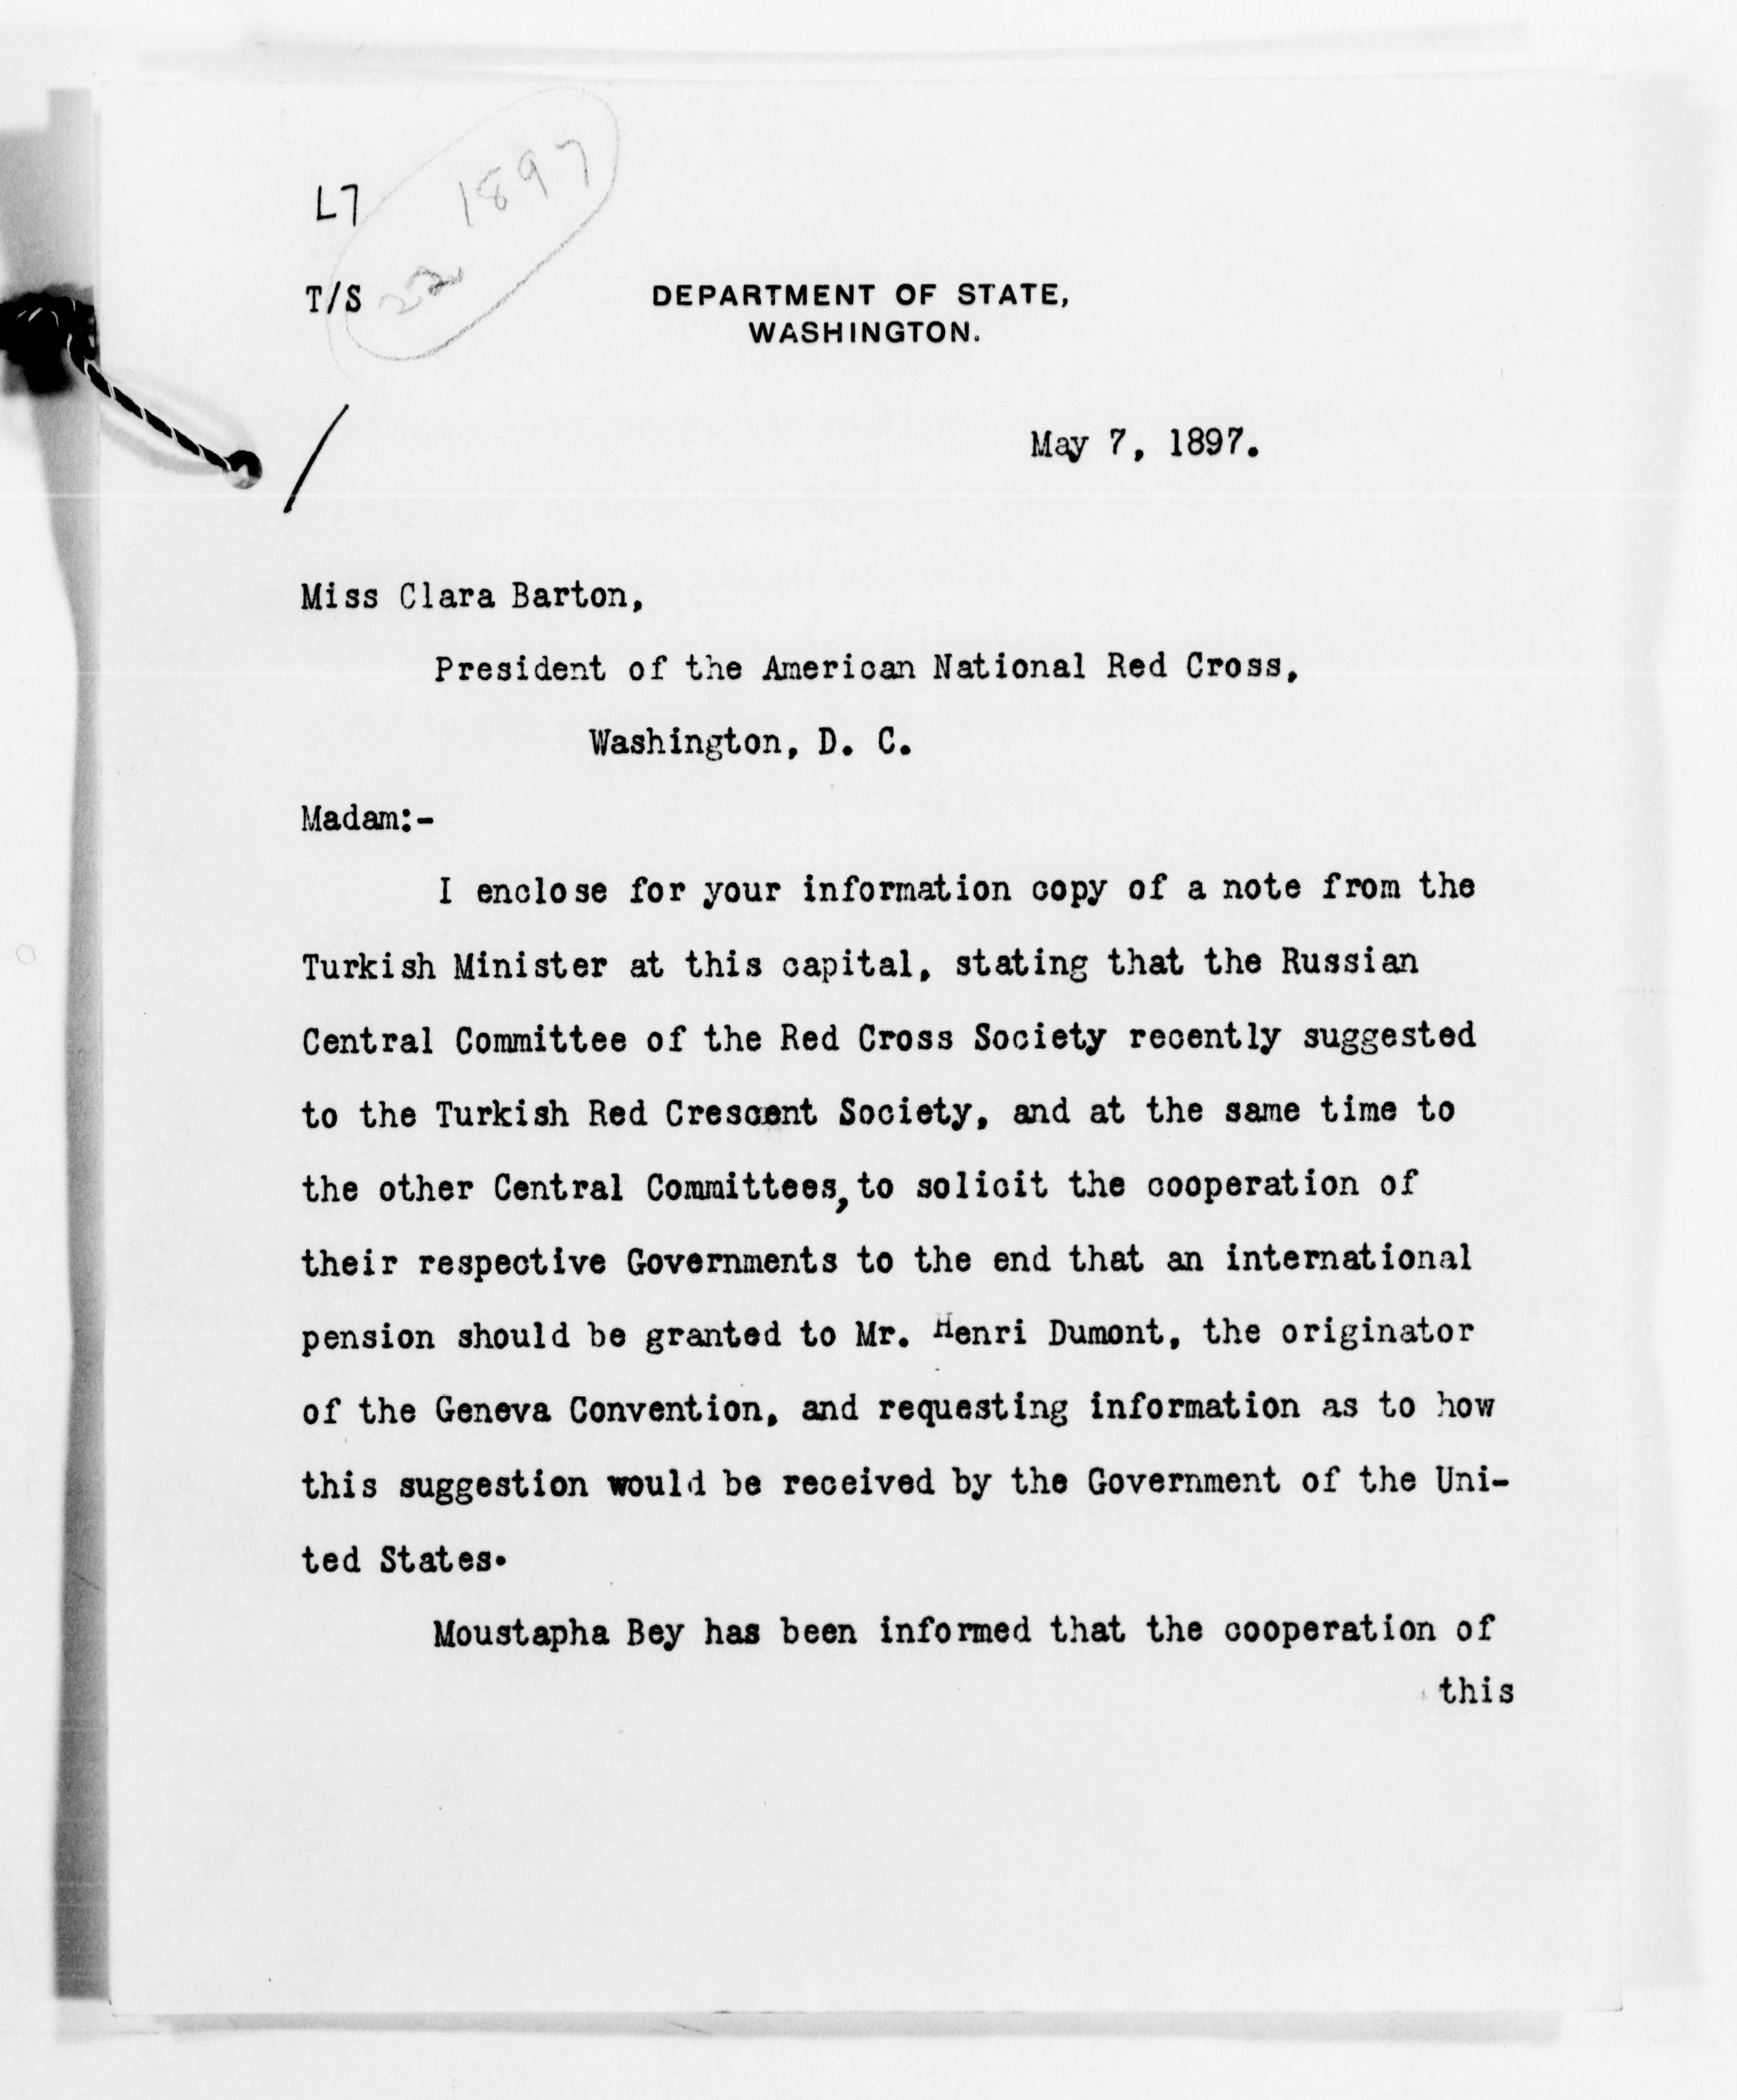 L7
1897
22
T/S
DEPARTMENT OF STATE,
WASHINGTON.
May 7, 1897.
Miss Clara Barton,
President of the American National Red Cross,
Washington, D. C.
Madam:-
I enclose for your information copy of a note from the
Turkish Minister at this capital, stating that the Russian
Central Committee of the Red Cross Society recently suggested
to the Turkish Red Crescent Society, and at the same time to
the other Central Committees, to solicit the cooperation of
their respective Governments to the end that an international
pension should be granted to Mr. Henri Dumont, the originator
of the Geneva Convention, and requesting information as to how
this suggestion would be received by the Government of the Uni-
ted States.
Moustapha Bey has been informed that the cooperation of
this